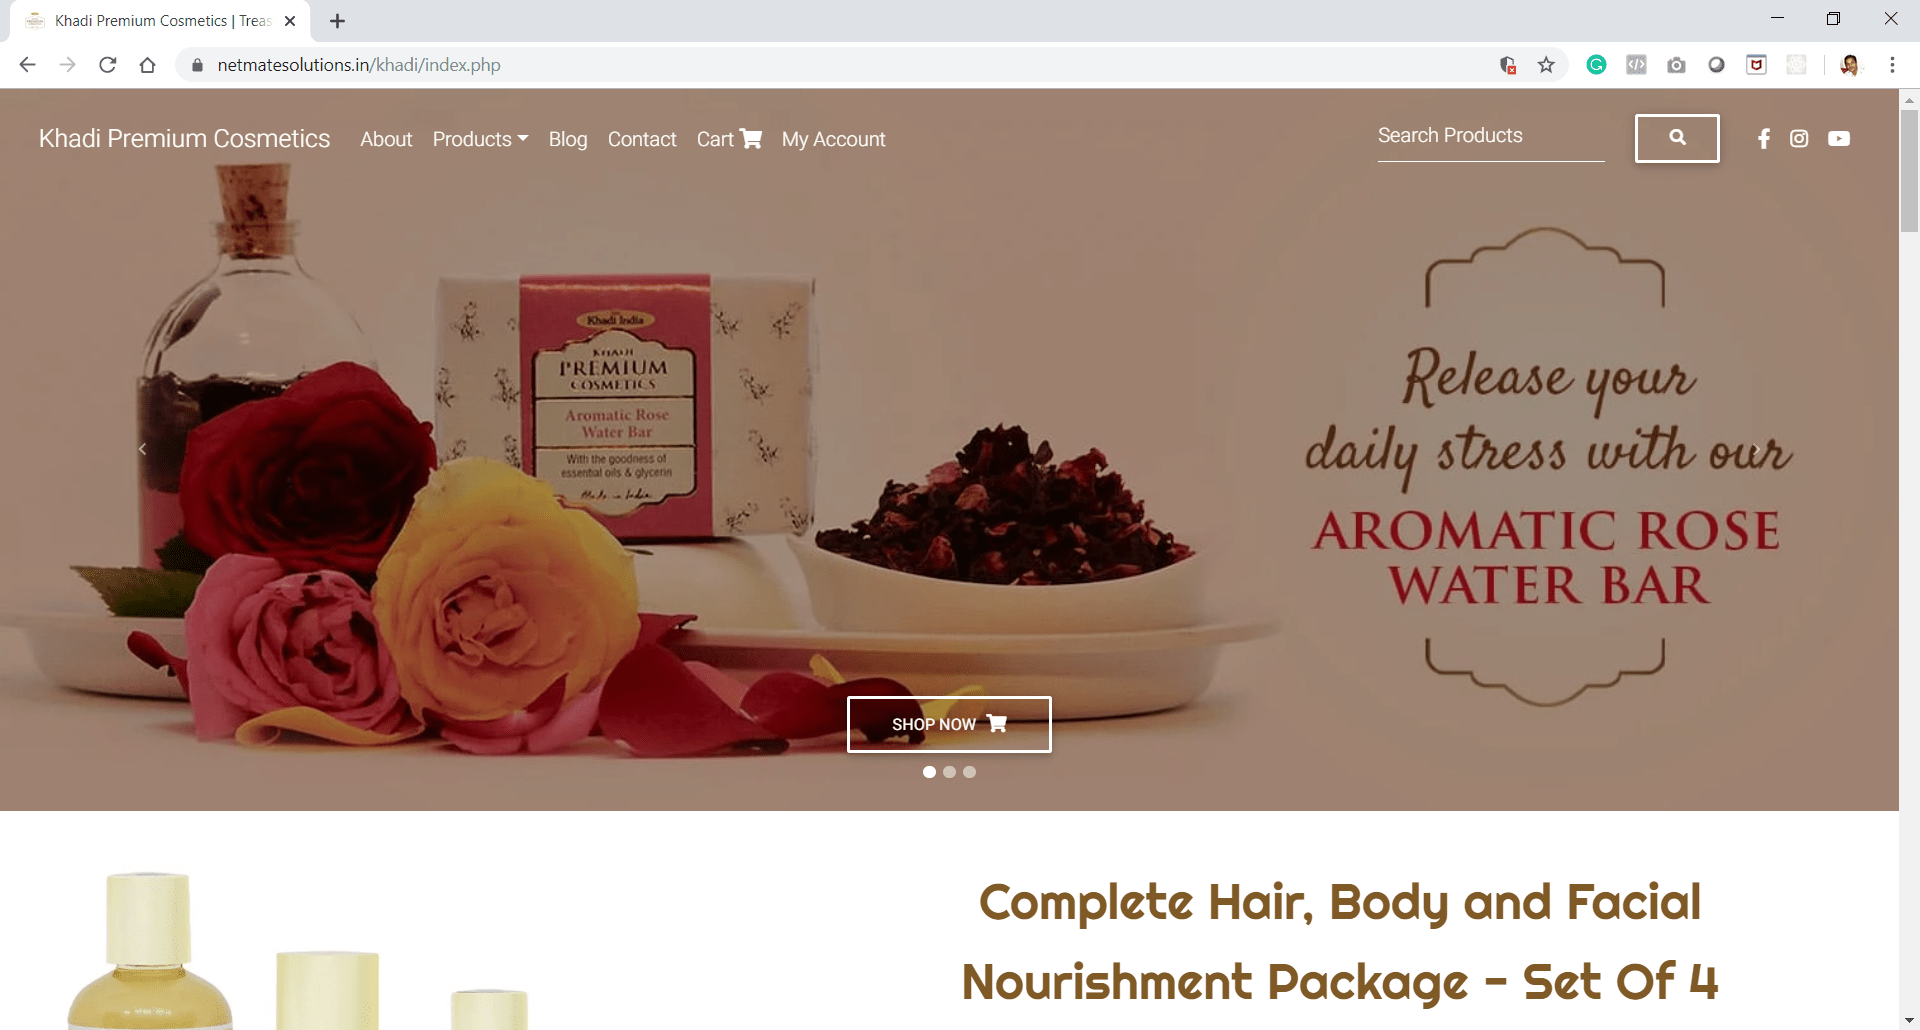 Khadi Premium Cosmetics | Treas
netmatesolutions.in/khadi/index.php
Khadi Premium Cosmetics About Products Blog Contact Cart My Account Search Products
Khadi India
KHADI
PREMIUM
COSMETICS
Aromatic Rose
Water Bar
With the goodness of
essential oils & glycerin
Made in India
Release your
daily stress with our
AROMATIC ROSE
WATER BAR
SHOP NOW
Complete Hair, Body and Facial
Nourishment Package - Set Of 4